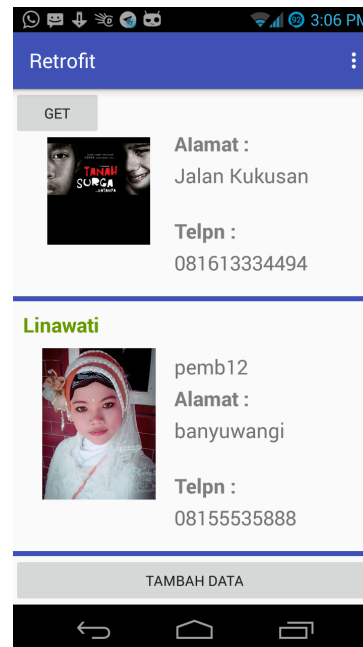 92 3:06 PM
Retrofit
GET
Alamat :
Jalan Kukusan
TANAH
SURGA
Telpn :
081613334494
Linawati
pemb12
Alamat :
banyuwangi
Telpn :
08155535888
TAMBAH DATA